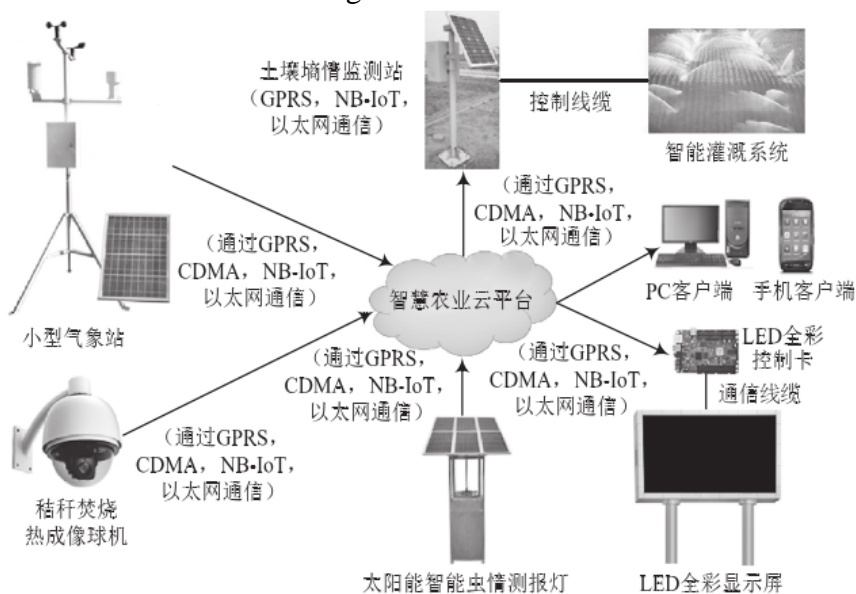 土壤墒情监测站
（GPRS，NB-IoT，
以太网通信）
控制线缆
智能灌溉系统
（通过GPRS，
CDMA，NB-IoT，
以太网通信）
（通过GPRS，
CDMA，NB-IoT，
以太网通信）
智慧农业云平台
PC客户端
手机客户端
小型气象站
（通过GPRS，
CDMA，NB-IoT，
以太网通信）
（通过GPRS，
CDMA，NB-IoT，
以太网通信）
LED全彩
控制卡
通信线缆
（通过GPRS，
CDMA，NB-IoT，
以太网通信）
秸秆焚烧
热成像球机
太阳能智能虫情测报灯
LED全彩显示屏